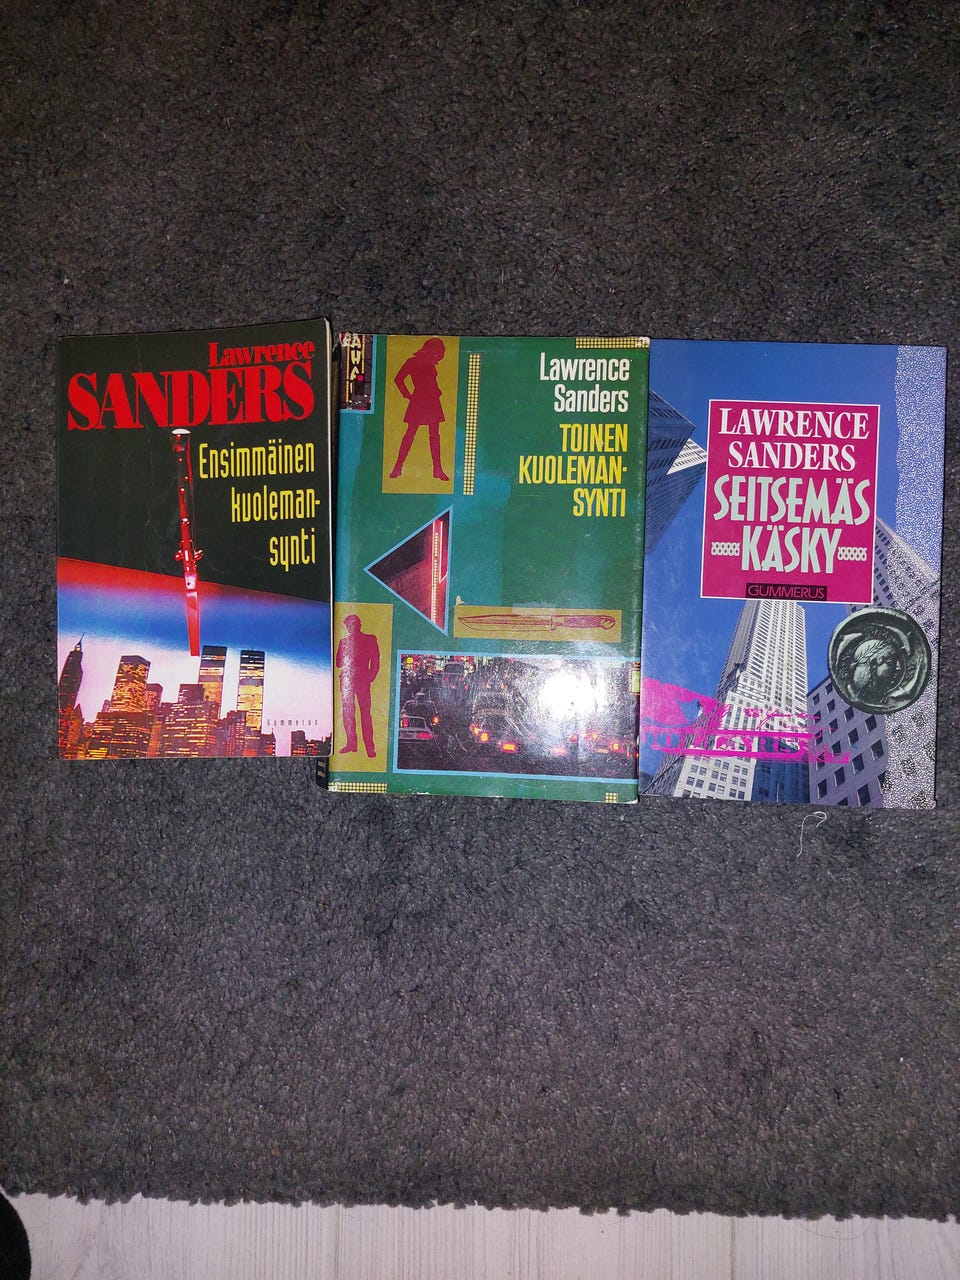 Lawrence
SANDERS
Ensimmäinen
kuoleman-
synti
Gummerus
Lawrence
Sanders
TOINEN
KUOLEMAN-
SYNTI
LAWRENCE
SANDERS
SEITSEMÄS
KÄSKY
GUMMERUS